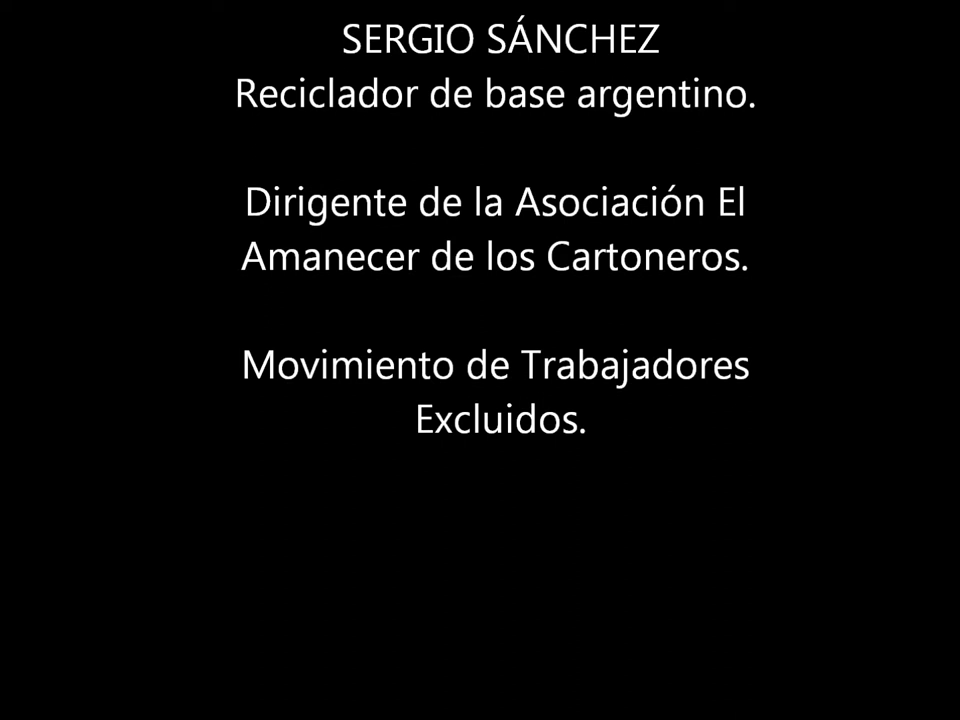 SERGIO SÁNCHEZ
Reciclador de base argentino.
Dirigente de la Asociación El
Amanecer de los Cartoneros.
Movimiento de Trabajadores
Excluidos.